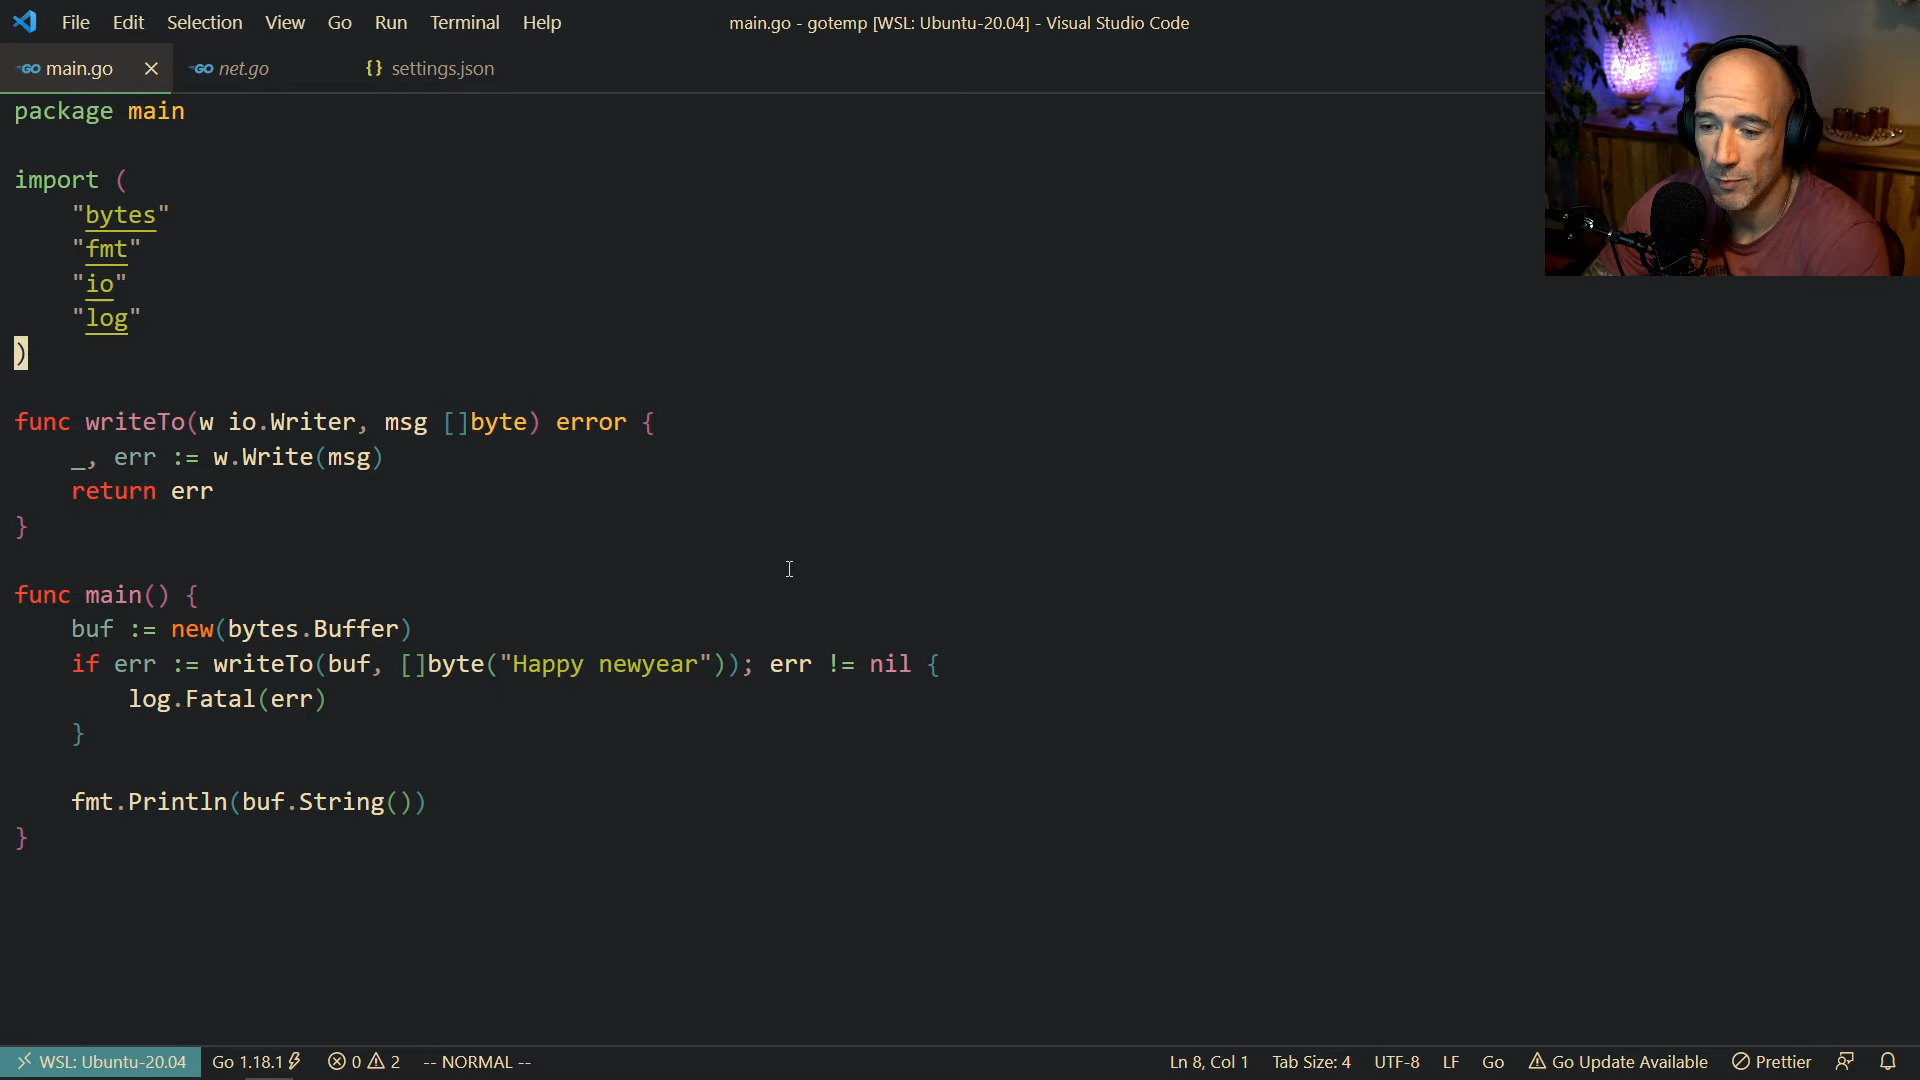 File Edit Selection View Go Run Terminal Help
main.go - gotemp [WSL: Ubuntu-20.04] - Visual Studio Code
GO main.go GO net.go {} settings.json
package main
import (
"bytes"
"fmt"
"io"
"log"
)
func writeTo(w io.Writer, msg []byte) error {
_, err := w.Write(msg)
return err
}
func main() {
buf := new(bytes.Buffer)
if err := writeTo(buf, []byte("Happy newyear")); err != nil {
log.Fatal(err)
}
fmt.Println(buf.String())
}
WSL: Ubuntu-20.04 Go 1.18.1 0 2 -- NORMAL -- Ln 8, Col 1 Tab Size: 4 UTF-8 LF Go Go Update Available Prettier